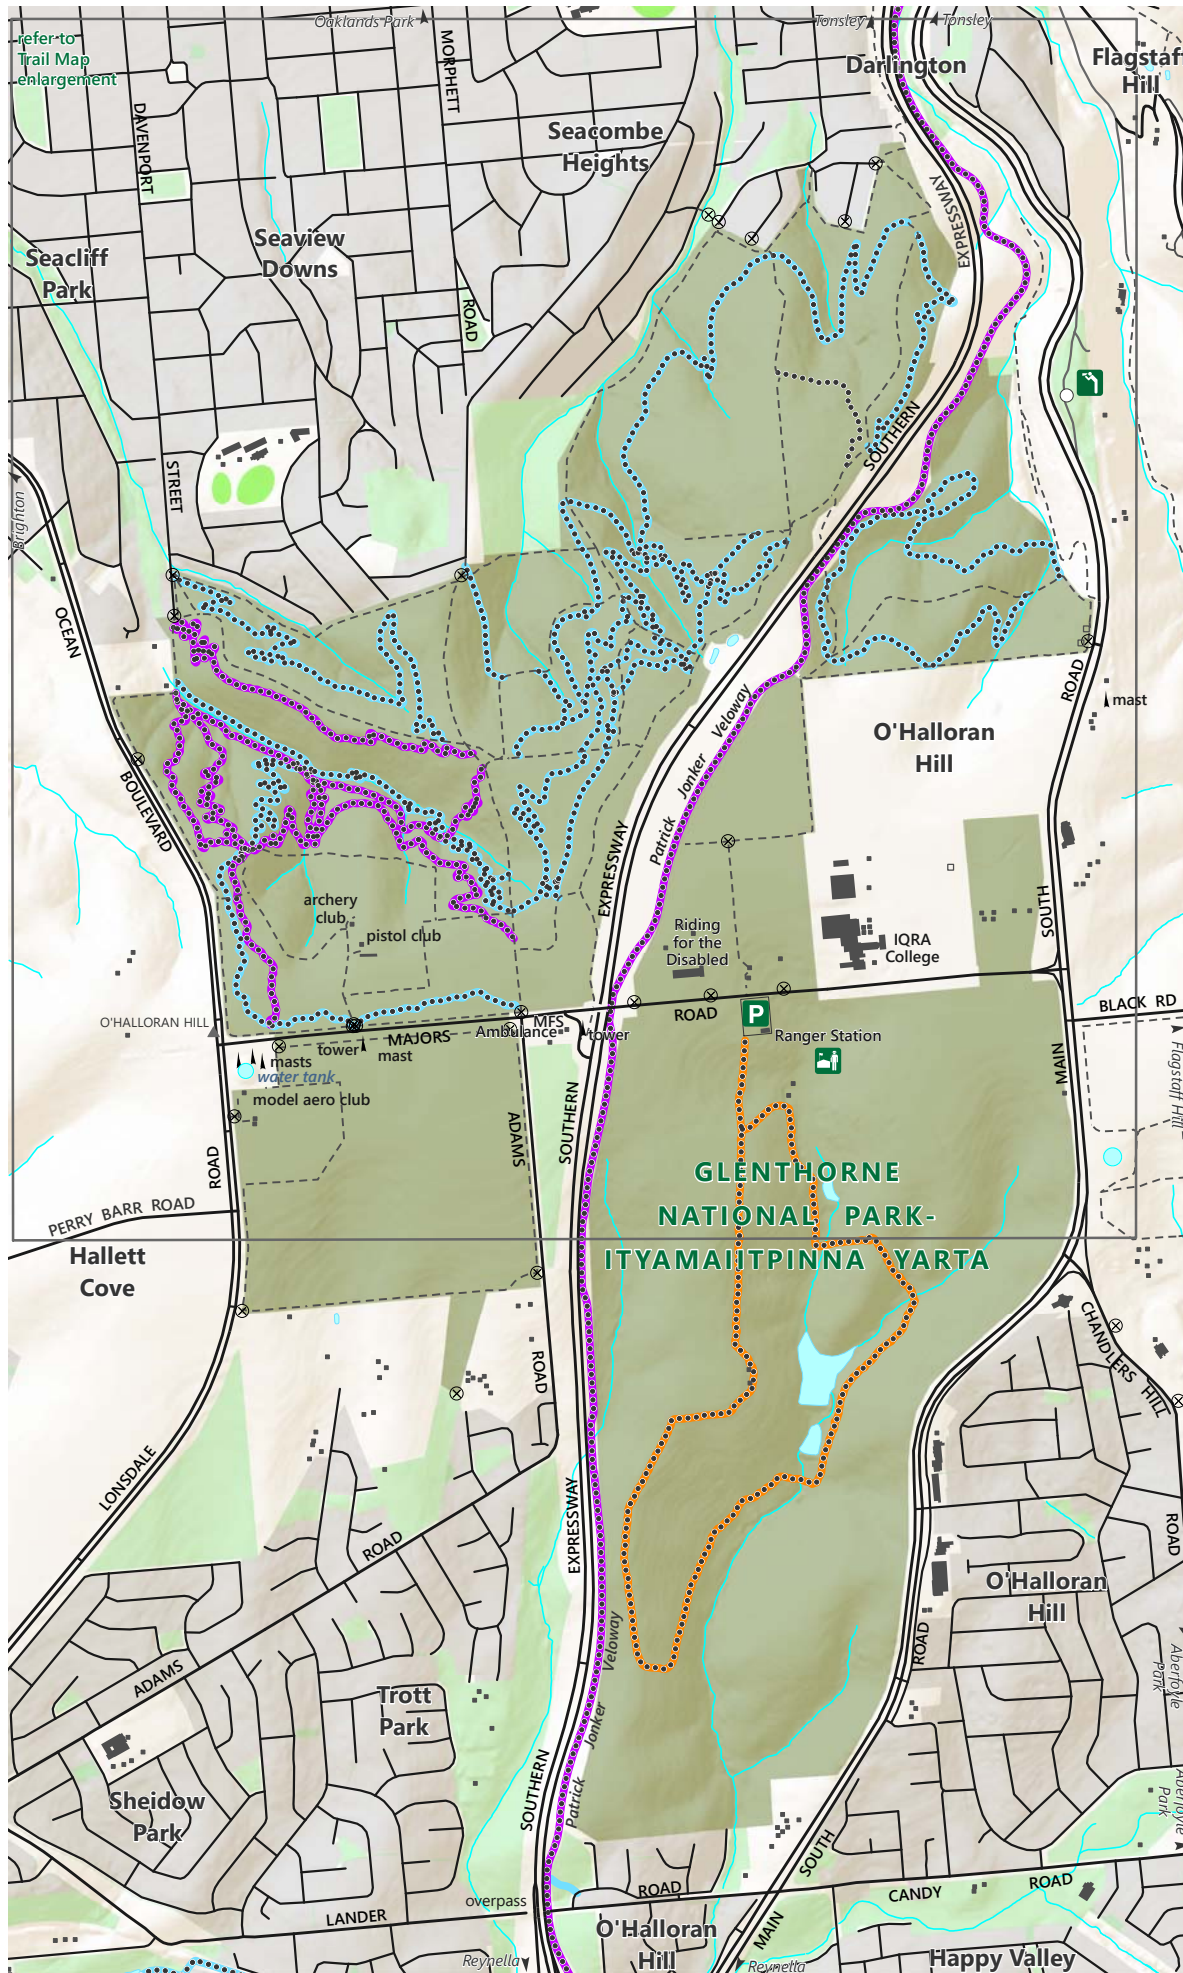 Oaklands Park
Tonsley
Tonsley
refer to
Trail Map
enlargement
MORPHETT
Darlington
Flagstaff
Hill
DAVENPORT
Seacombe
Heights
EXPRESSWAY
Seaview
Downs
Seacliff
Park
ROAD
STREET
SOUTHERN
Brighton
OCEAN
ROAD
mast
O'Halloran
Hill
Patrick Jonker Veloway
BOULEVARD
EXPRESSWAY
archery
club
pistol club
SOUTH
Riding
for the
Disabled
IQRA
College
BLACK RD
O'HALLORAN HILL
MAJORS
ROAD
MFS
Ambulance
tower
P
Ranger Station
tower
mast
masts
water tank
model aero club
MAIN
Flagstaff Hill
ADAMS
SOUTHERN
ROAD
GLENTHORNE
NATIONAL PARK-
ITYAMAIITPINNA YARTA
PERRY BARR ROAD
Hallett
Cove
CHANDLERS HILL
ROAD
LONSDALE
EXPRESSWAY
ROAD
ROAD
O'Halloran
Hill
ROAD
ADAMS
Patrick Jonker Veloway
Aberfoyle
Park
Trott
Park
SOUTHERN
Sheidow
Park
Aberfoyle
Park
SOUTH
overpass
ROAD
CANDY
ROAD
LANDER
MAIN
O'Halloran
Hill
Reynella
Reynella
Happy Valley